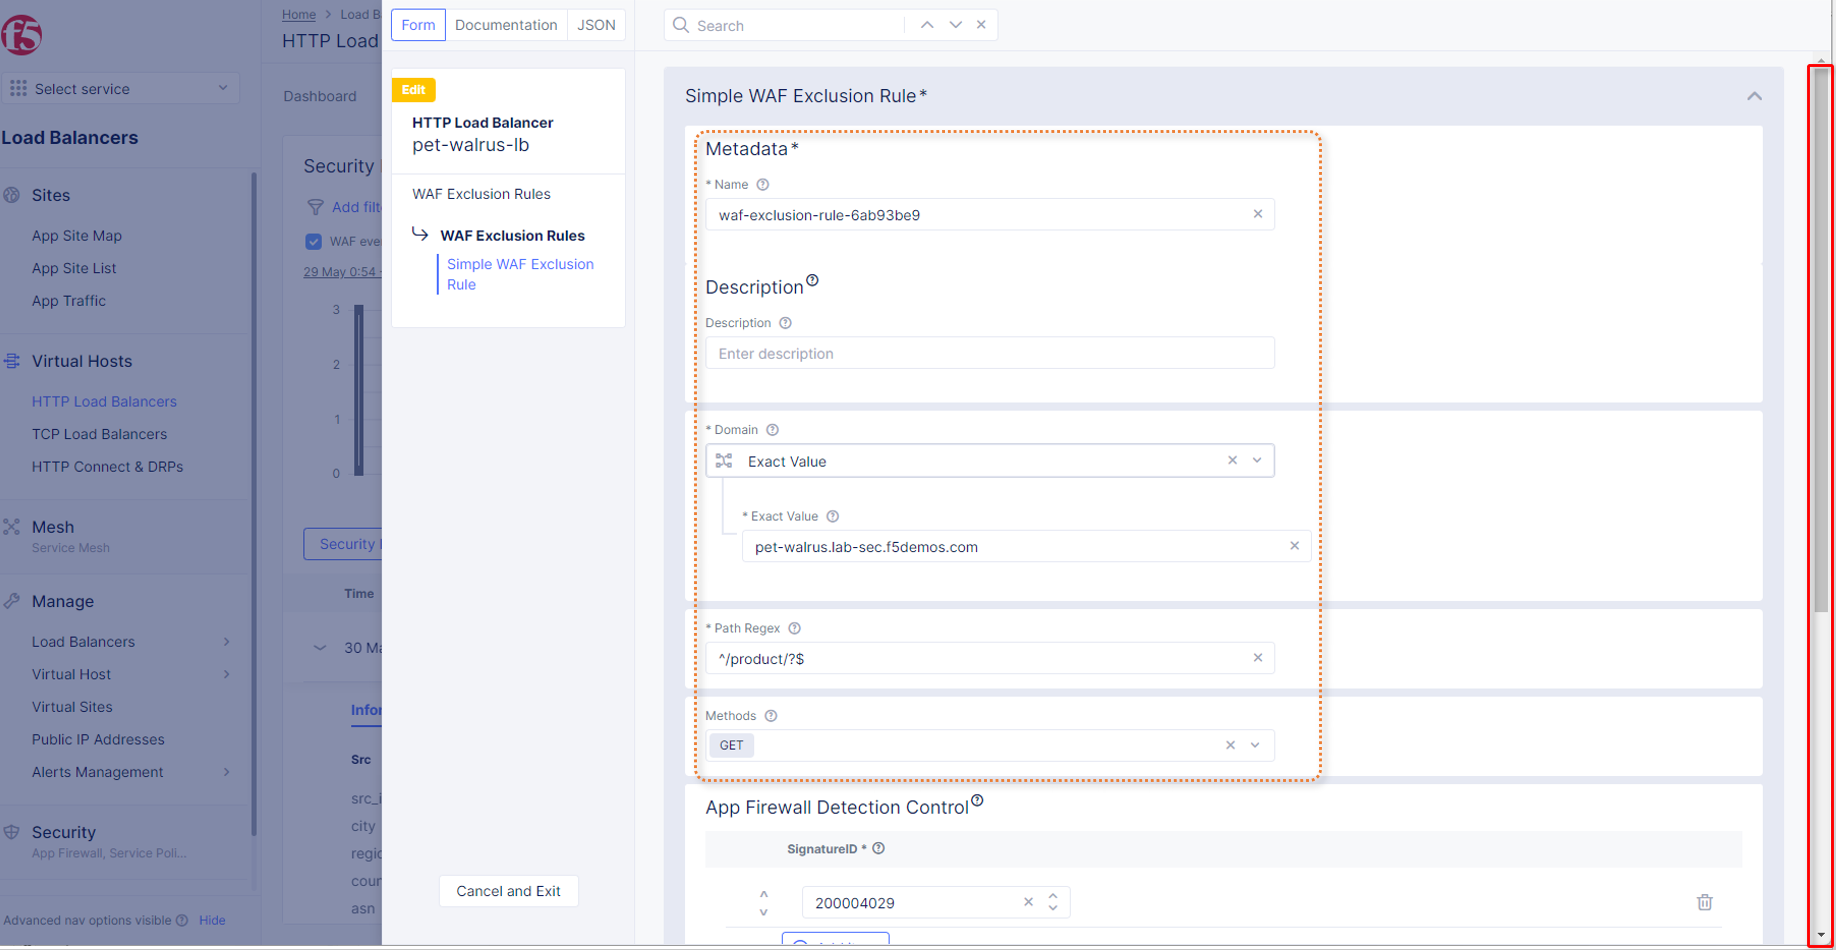 f5
Select service
Load Balancers
Sites
App Site Map
App Site List
App Traffic
Virtual Hosts
HTTP Load Balancers
TCP Load Balancers
HTTP Connect & DRPs
Mesh
Service Mesh
Manage
Load Balancers
Virtual Host
Virtual Sites
Public IP Addresses
Alerts Management
Security
App Firewall, Service Poli...
Advanced nav options visible Hide
Home > Load B
HTTP Load
Dashboard
Security
Add filt
WAF eve
29 May 0:54 -
3
2
1
0
Security
Time
30 Ma
Infor
Src
src_i
city
regio
coun
asn
Form Documentation JSON
Edit
HTTP Load Balancer
pet-walrus-lb
WAF Exclusion Rules
WAF Exclusion Rules
Simple WAF Exclusion
Rule
Cancel and Exit
Search
Simple WAF Exclusion Rule*
Metadata*
* Name
waf-exclusion-rule-6ab93be9
Description
Description
Enter description
* Domain
Exact Value
* Exact Value
pet-walrus.lab-sec.f5demos.com
* Path Regex
^/product/?$
Methods
GET
App Firewall Detection Control
SignatureID *
200004029